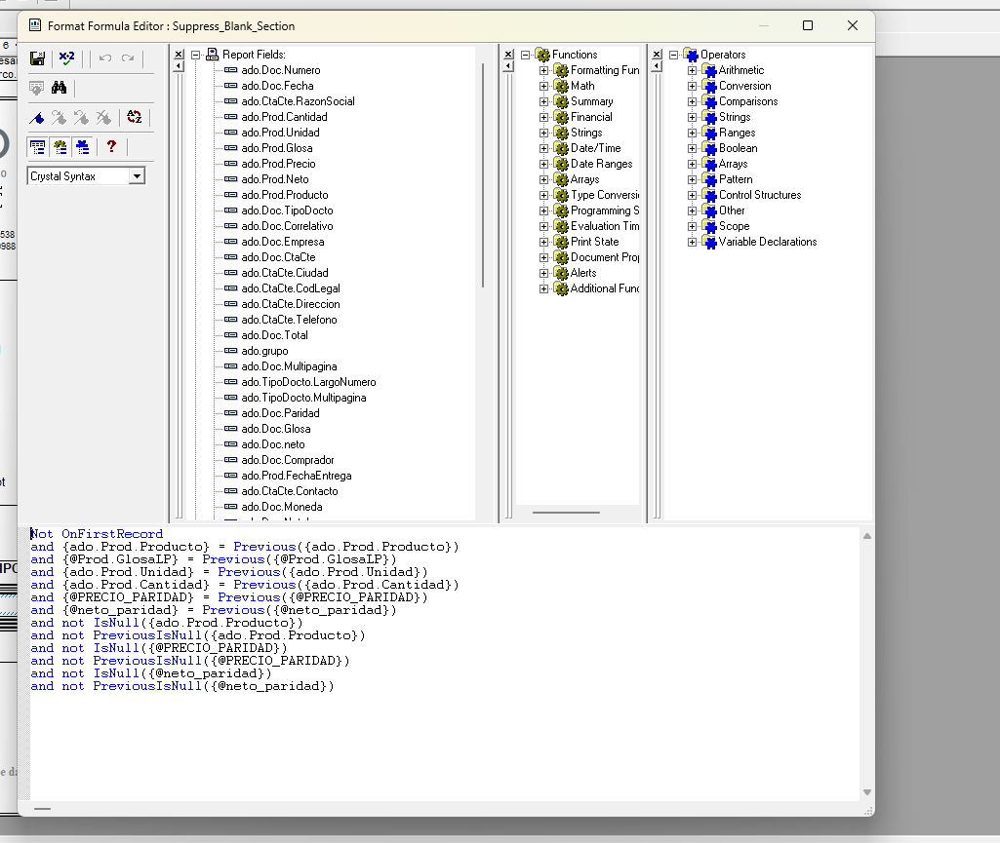 Format Formula Editor : Suppress_Blank_Section
Crystal Syntax
Report Fields:
ado.Doc.Numero
ado.Doc.Fecha
ado.CtaCte.RazonSocial
ado.Prod.Cantidad
ado.Prod.Unidad
ado.Prod.Glosa
ado.Prod.Precio
ado.Prod.Neto
ado.Prod.Producto
ado.Doc.TipoDocto
ado.Doc.Correlativo
ado.Doc.Empresa
ado.Doc.CtaCte
ado.CtaCte.Ciudad
ado.CtaCte.CodLegal
ado.CtaCte.Direccion
ado.CtaCte.Telefono
ado.Doc.Total
ado.grupo
ado.Doc.Multipagina
ado.TipoDocto.LargoNumero
ado.TipoDocto.Multipagina
ado.Doc.Paridad
ado.Doc.Glosa
ado.Doc.neto
ado.Doc.Comprador
ado.Prod.FechaEntrega
ado.CtaCte.Contacto
ado.Doc.Moneda
Functions
Formatting Fun
Math
Summary
Financial
Strings
Date/Time
Date Ranges
Arrays
Type Conversi
Programming S
Evaluation Tim
Print State
Document Prop
Alerts
Additional Func
Operators
Arithmetic
Conversion
Comparisons
Strings
Ranges
Boolean
Arrays
Pattern
Control Structures
Other
Scope
Variable Declarations
Not OnFirstRecord
and {ado.Prod.Producto} = Previous({ado.Prod.Producto})
and {@Prod.GlosaLP} = Previous({@Prod.GlosaLP})
and {ado.Prod.Unidad} = Previous({ado.Prod.Unidad})
and {ado.Prod.Cantidad} = Previous({ado.Prod.Cantidad})
and {@PRECIO_PARIDAD} = Previous({@PRECIO_PARIDAD})
and {@neto_paridad} = Previous({@neto_paridad})
and not IsNull({ado.Prod.Producto})
and not PreviousIsNull({ado.Prod.Producto})
and not IsNull({@PRECIO_PARIDAD})
and not PreviousIsNull({@PRECIO_PARIDAD})
and not IsNull({@neto_paridad})
and not PreviousIsNull({@neto_paridad})